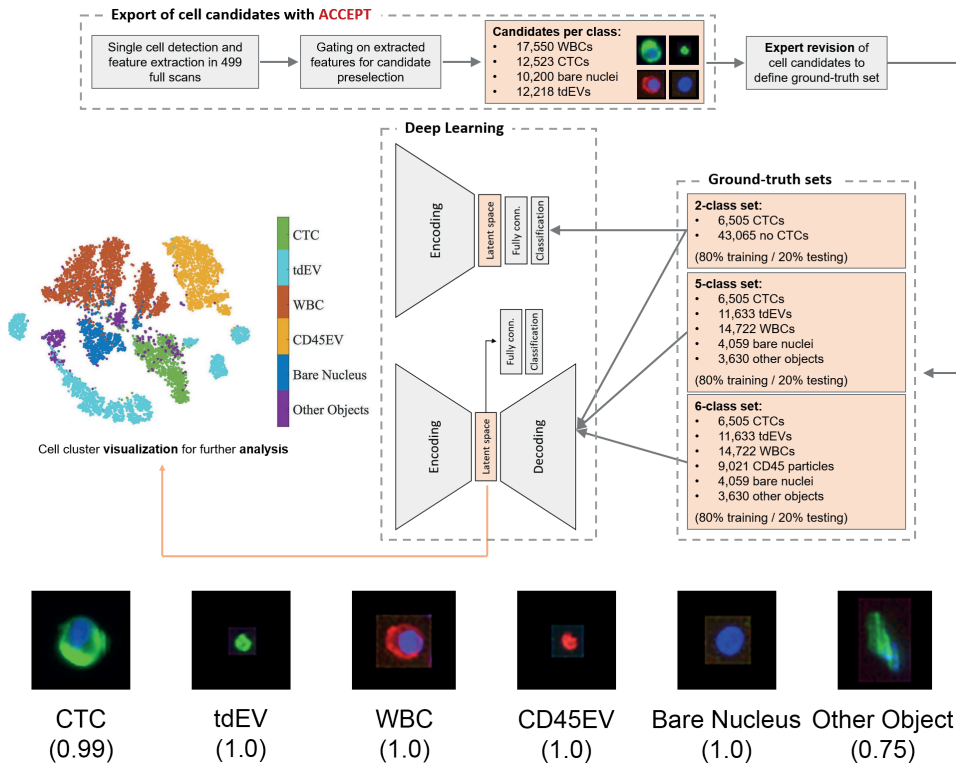 Export of cell candidates with ACCEPT
Single cell detection and
feature extraction in 499
full scans
Gating on extracted
features for candidate
preselection
Candidates per class:
• 17,550 WBCs
• 12,523 CTCs
• 10,200 bare nuclei
• 12,218 tdEVs
Expert revision of
cell candidates to
define ground-truth set
Deep Learning
Encoding
Latent space
Fully conn.
Classification
Fully conn.
Classification
Encoding
Latent space
Decoding
Ground-truth sets
2-class set:
• 6,505 CTCs
• 43,065 no CTCs
(80% training / 20% testing)
5-class set:
• 6,505 CTCs
• 11,633 tdEVs
• 14,722 WBCs
• 4,059 bare nuclei
• 3,630 other objects
(80% training / 20% testing)
6-class set:
• 6,505 CTCs
• 11,633 tdEVs
• 14,722 WBCs
• 9,021 CD45 particles
• 4,059 bare nuclei
• 3,630 other objects
(80% training / 20% testing)
CTC
tdEV
WBC
CD45EV
Bare Nucleus
Other Objects
Cell cluster visualization for further analysis
CTC
(0.99)
tdEV
(1.0)
WBC
(1.0)
CD45EV
(1.0)
Bare Nucleus
(1.0)
Other Object
(0.75)